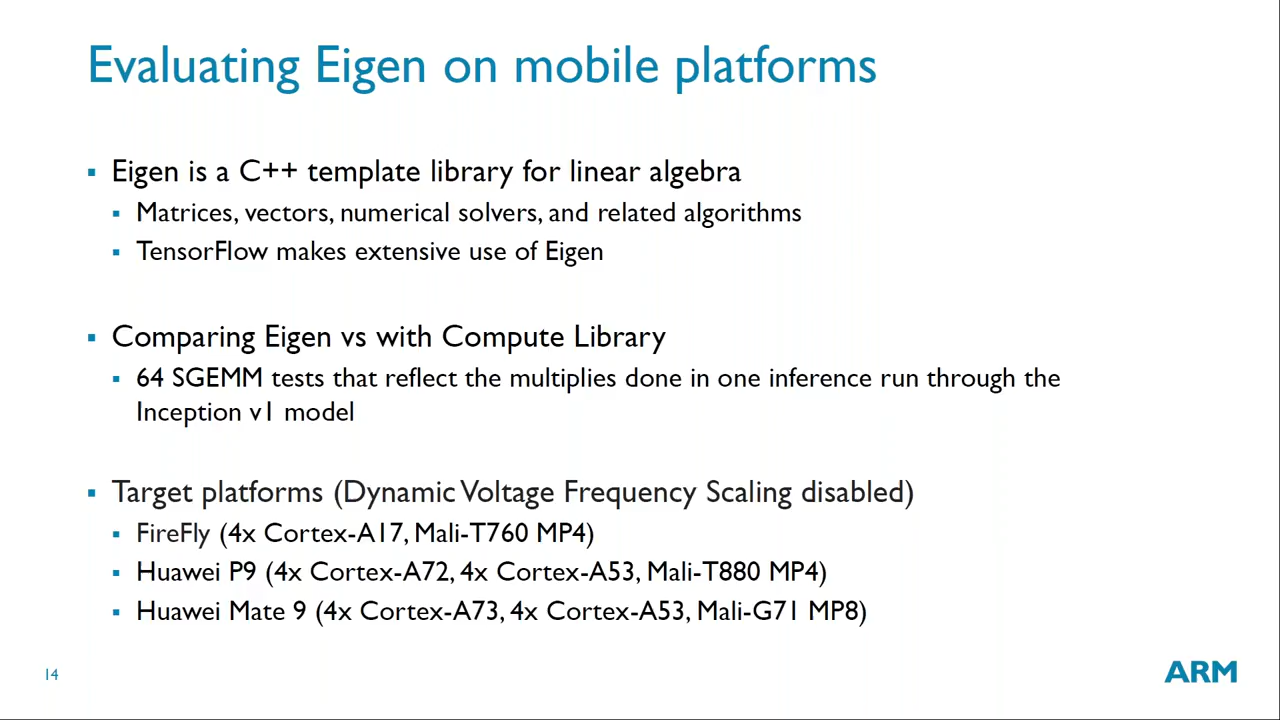 Evaluating Eigen on mobile platforms
▪ Eigen is a C++ template library for linear algebra
▪ Matrices, vectors, numerical solvers, and related algorithms
▪ TensorFlow makes extensive use of Eigen
▪ Comparing Eigen vs with Compute Library
▪ 64 SGEMM tests that reflect the multiplies done in one inference run through the
Inception v1 model
▪ Target platforms (Dynamic Voltage Frequency Scaling disabled)
▪ FireFly (4x Cortex-A17, Mali-T760 MP4)
▪ Huawei P9 (4x Cortex-A72, 4x Cortex-A53, Mali-T880 MP4)
▪ Huawei Mate 9 (4x Cortex-A73, 4x Cortex-A53, Mali-G71 MP8)
14
ARM